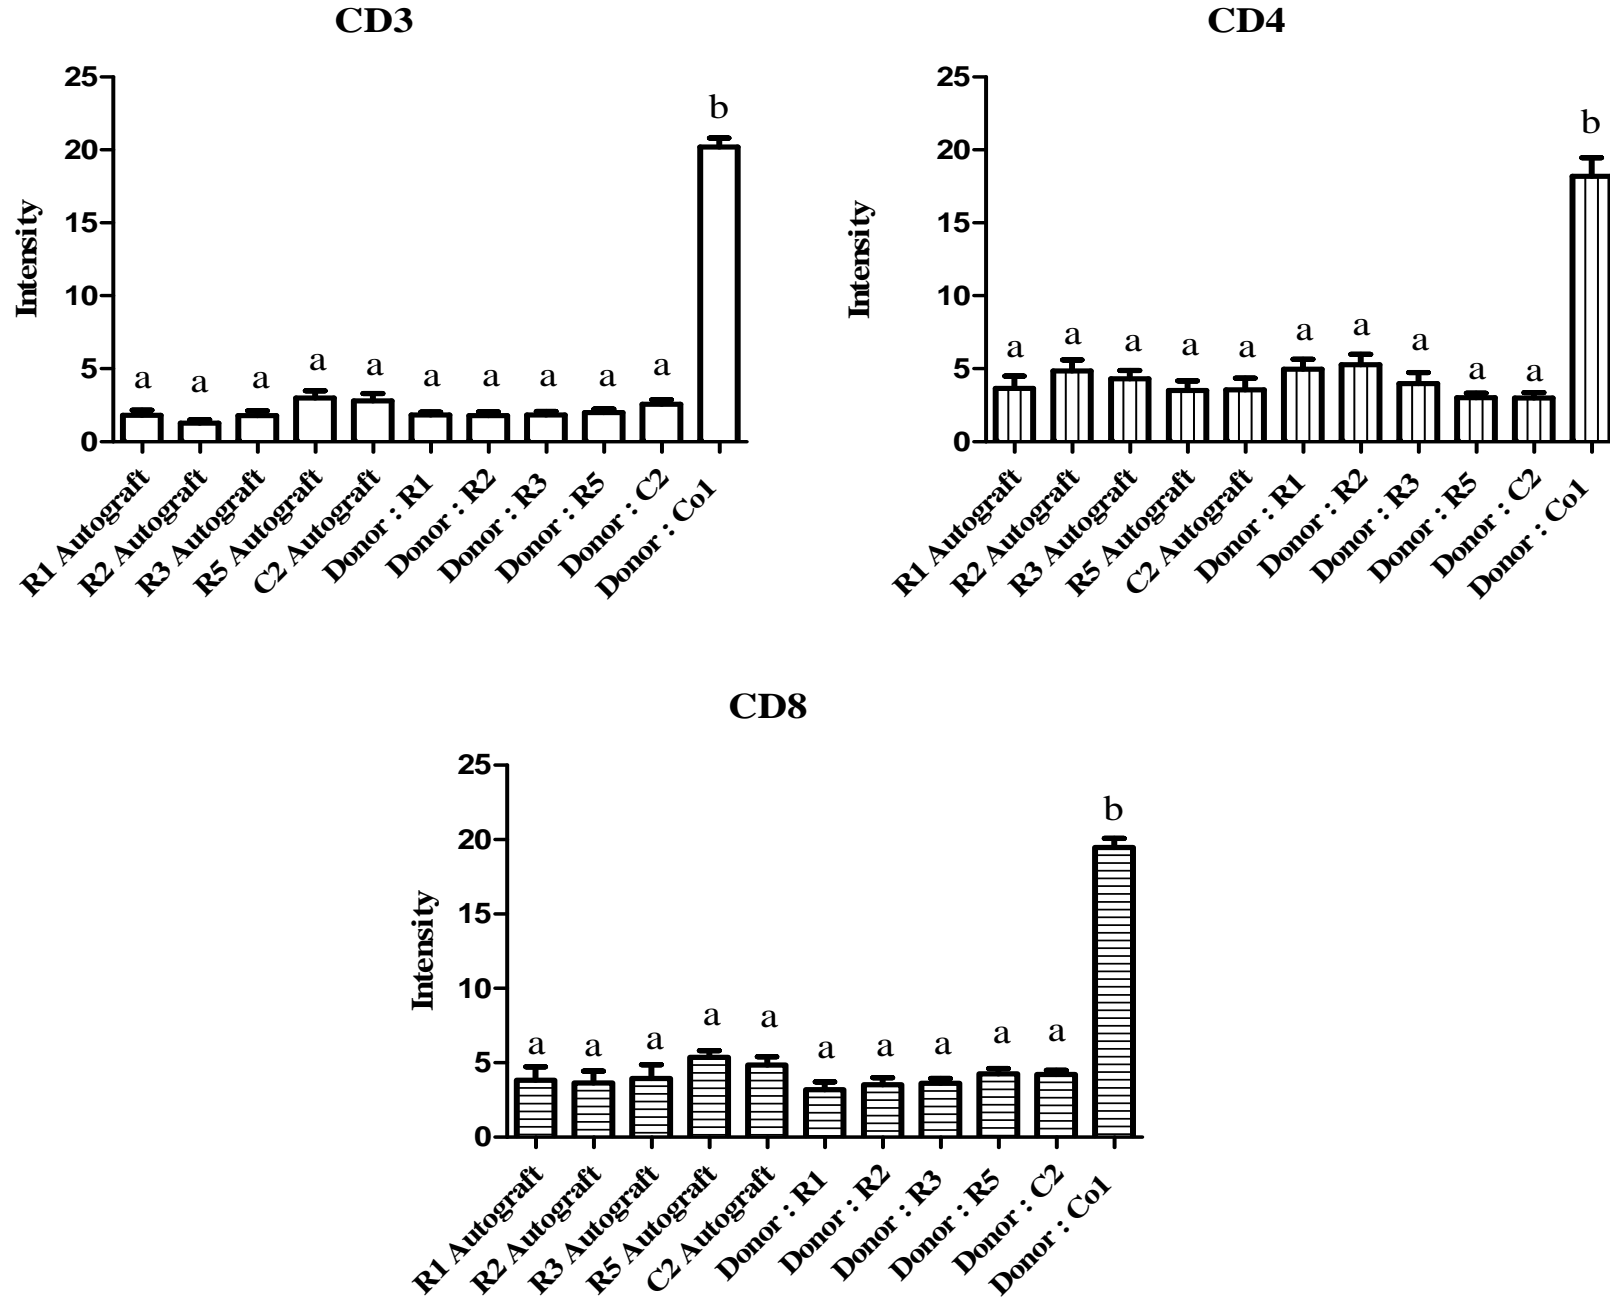 CD3
25
20
15
10
5
0
Intensity
a
a
a
a
a
a
a
a
a
a
b
R1 Autograft
R2 Autograft
R3 Autograft
R5 Autograft
C2 Autograft
Donor : R1
Donor : R2
Donor : R3
Donor : R5
Donor : C2
Donor : Co1
CD4
25
20
15
10
5
0
Intensity
a
a
a
a
a
a
a
a
a
a
b
R1 Autograft
R2 Autograft
R3 Autograft
R5 Autograft
C2 Autograft
Donor : R1
Donor : R2
Donor : R3
Donor : R5
Donor : C2
Donor : Co1
CD8
25
20
15
10
5
0
Intensity
a
a
a
a
a
a
a
a
a
a
b
R1 Autograft
R2 Autograft
R3 Autograft
R5 Autograft
C2 Autograft
Donor : R1
Donor : R2
Donor : R3
Donor : R5
Donor : C2
Donor : Co1